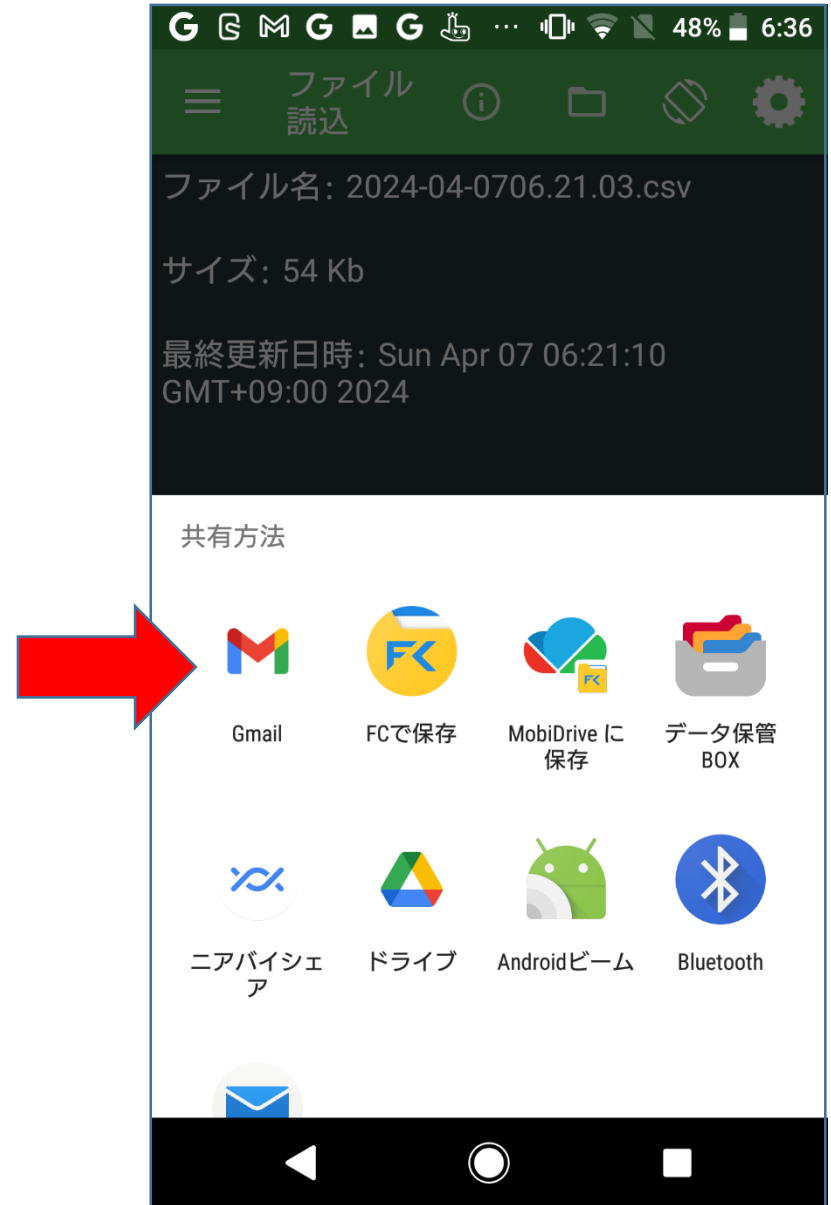 48% 6:36
ファイル
読込
ファイル名: 2024-04-0706.21.03.csv
サイズ: 54 Kb
最終更新日時: Sun Apr 07 06:21:10
GMT+09:00 2024
共有方法
Gmail
FCで保存
MobiDrive に
保存
データ保管
BOX
ニアバイシェ
ア
ドライブ
Androidビーム
Bluetooth